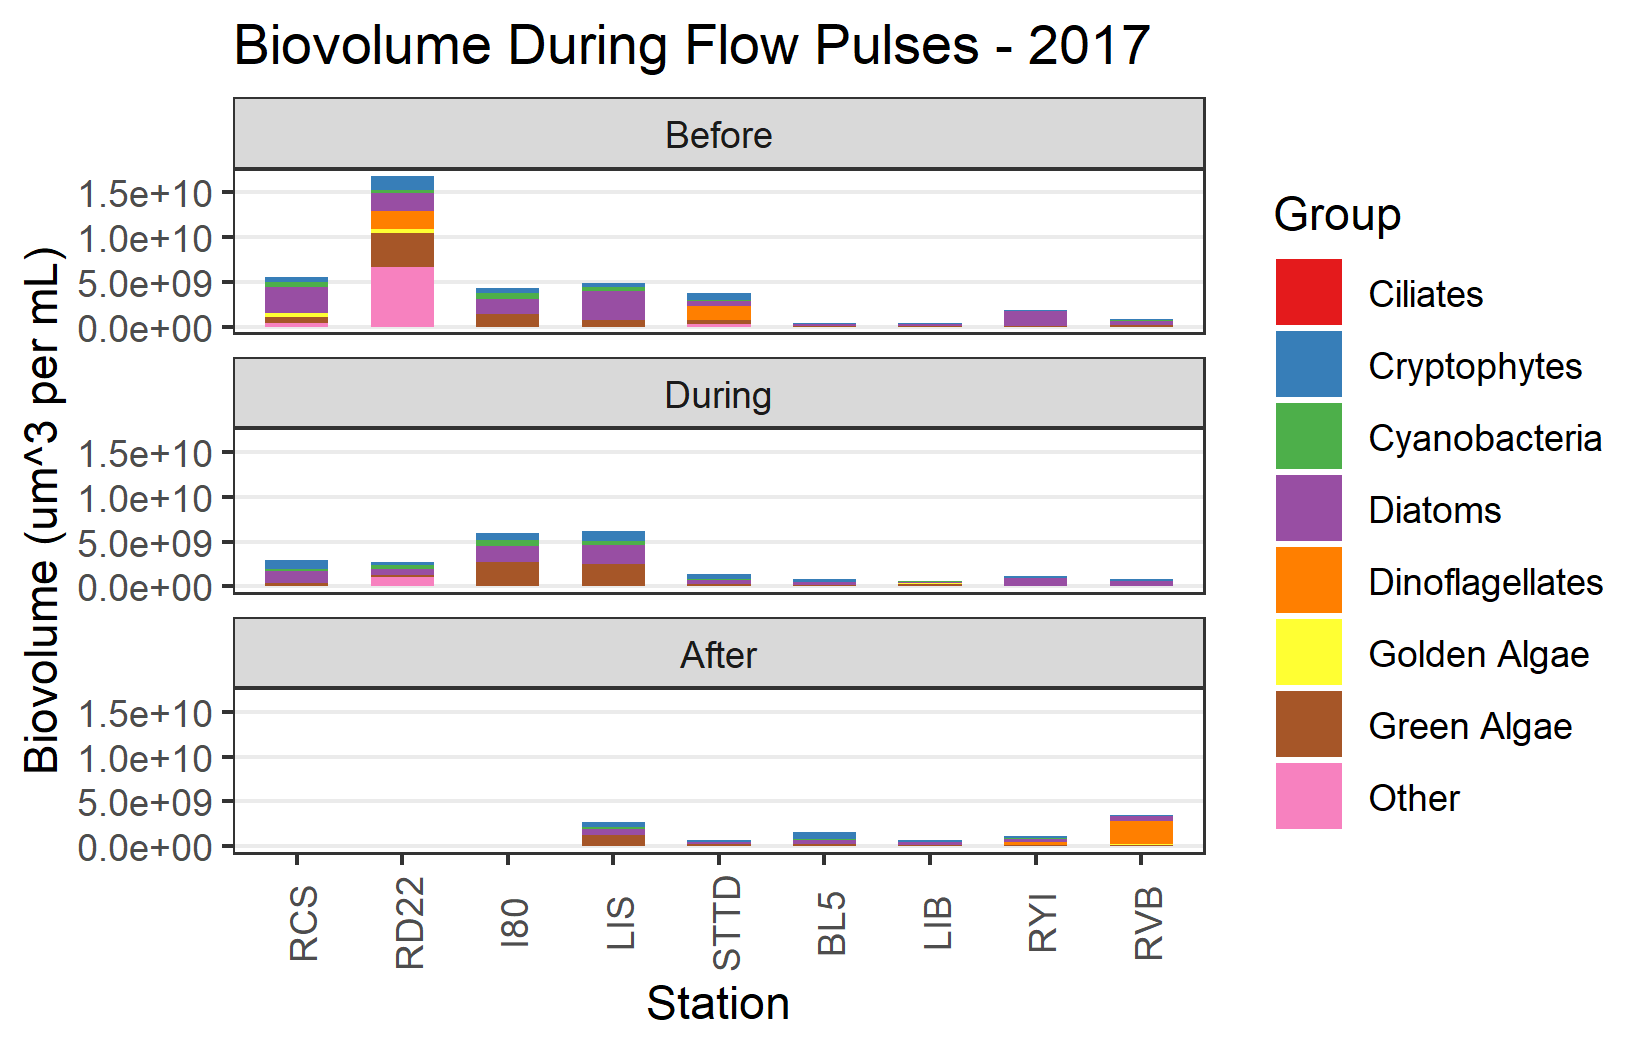 Biovolume During Flow Pulses - 2017
Biovolume (um^3 per mL)
Before
1.5e+10
1.0e+10
5.0e+09
0.0e+00
During
1.5e+10
1.0e+10
5.0e+09
0.0e+00
After
1.5e+10
1.0e+10
5.0e+09
0.0e+00
RCS
RD22
I80
LIS
STTD
BL5
LIB
RYI
RVB
Station
Group
Ciliates
Cryptophytes
Cyanobacteria
Diatoms
Dinoflagellates
Golden Algae
Green Algae
Other